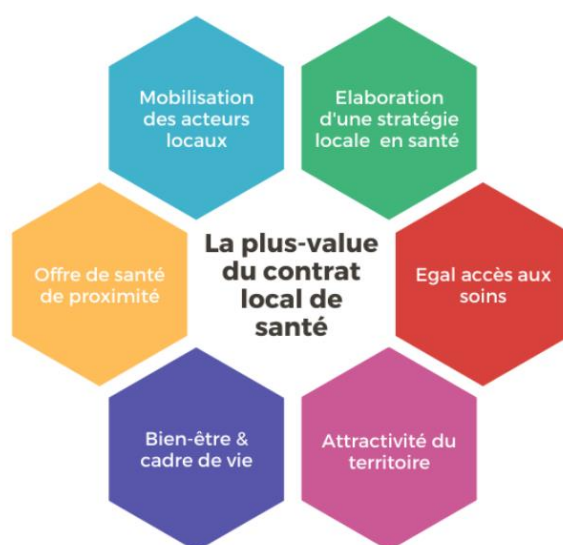 Mobilisation
des acteurs
locaux
Elaboration
d'une stratégie
locale en santé
Offre de santé
de proximité
La plus-value
du contrat
local de
santé
Egal accès aux
soins
Bien-être &
cadre de vie
Attractivité du
territoire